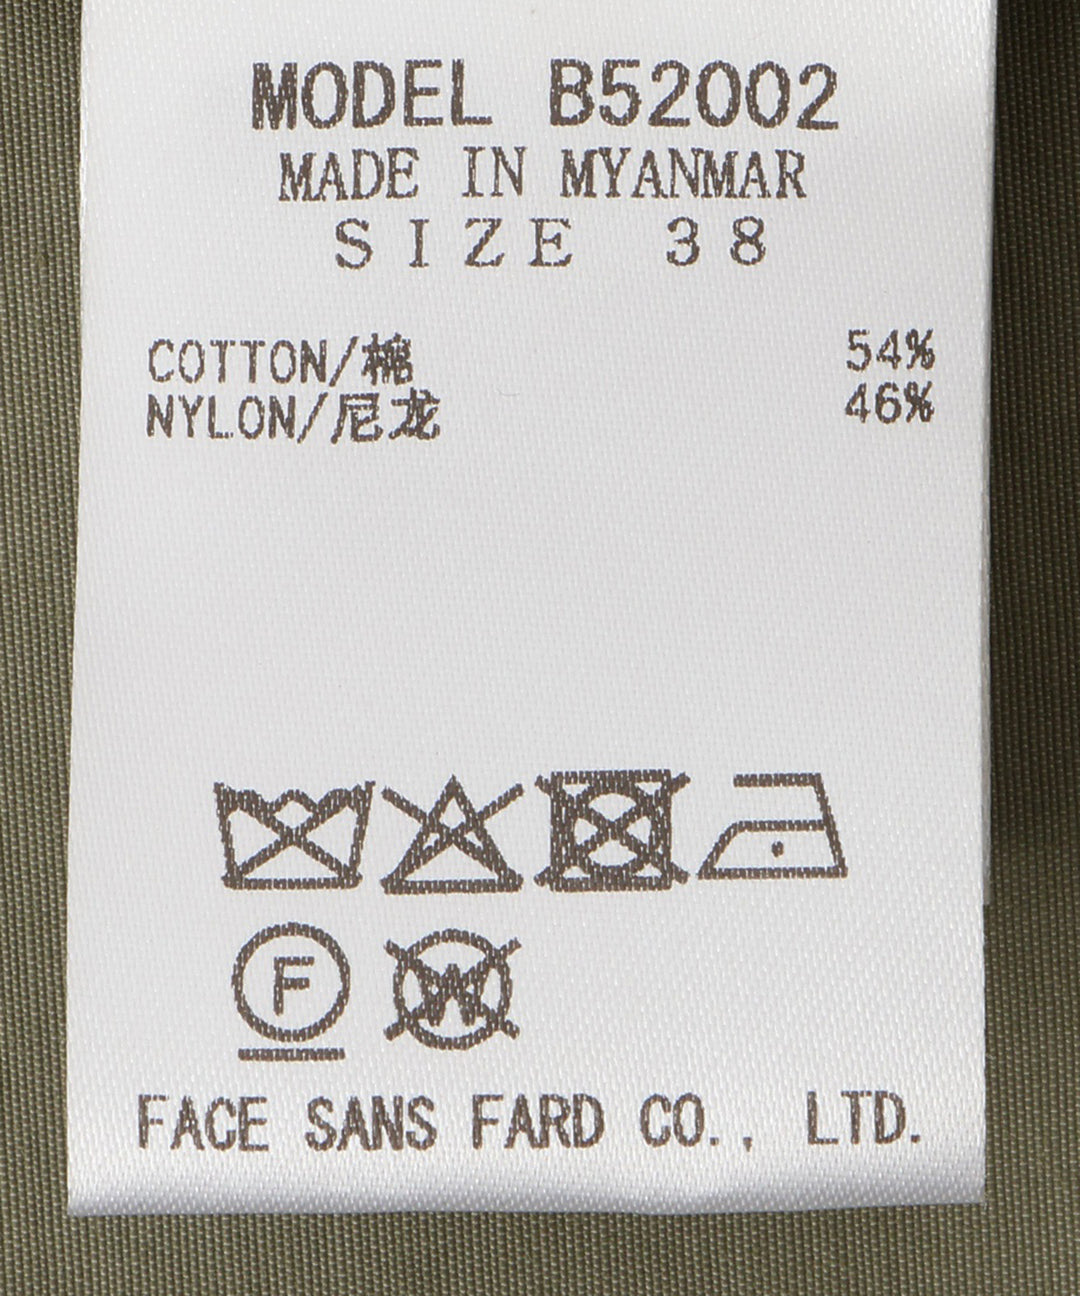 MODEL B52002
MADE IN MYANMAR
SIZE 38
COTTON/棉 54%
NYLON/尼龙 46%
F
W
FACE SANS FARD CO., LTD.